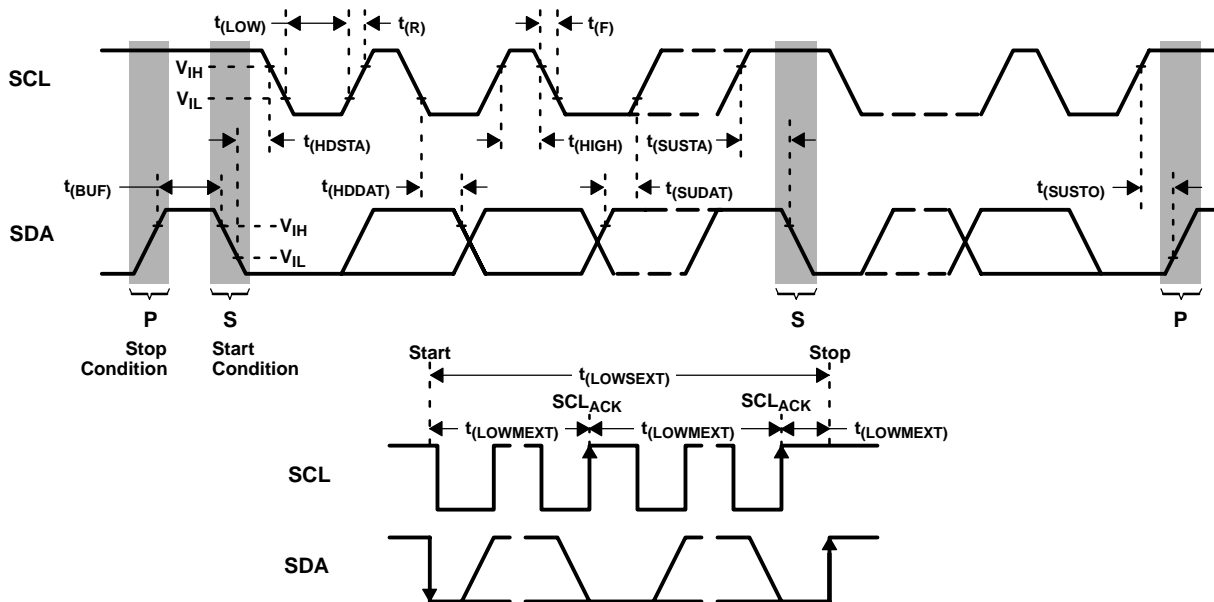 t(LOW) t(R) t(F)
SCL VIH
VIL
t(HDSTA) t(HIGH) t(SUSTA)
t(BUF) t(HDDAT) t(SUDAT) t(SUSTO)
SDA VIH
VIL
P S S P
Stop Condition
Start Condition
Start Stop
t(LOWSEXT)
SCLACK SCLACK
t(LOWMEXT) t(LOWMEXT) t(LOWMEXT)
SCL
SDA